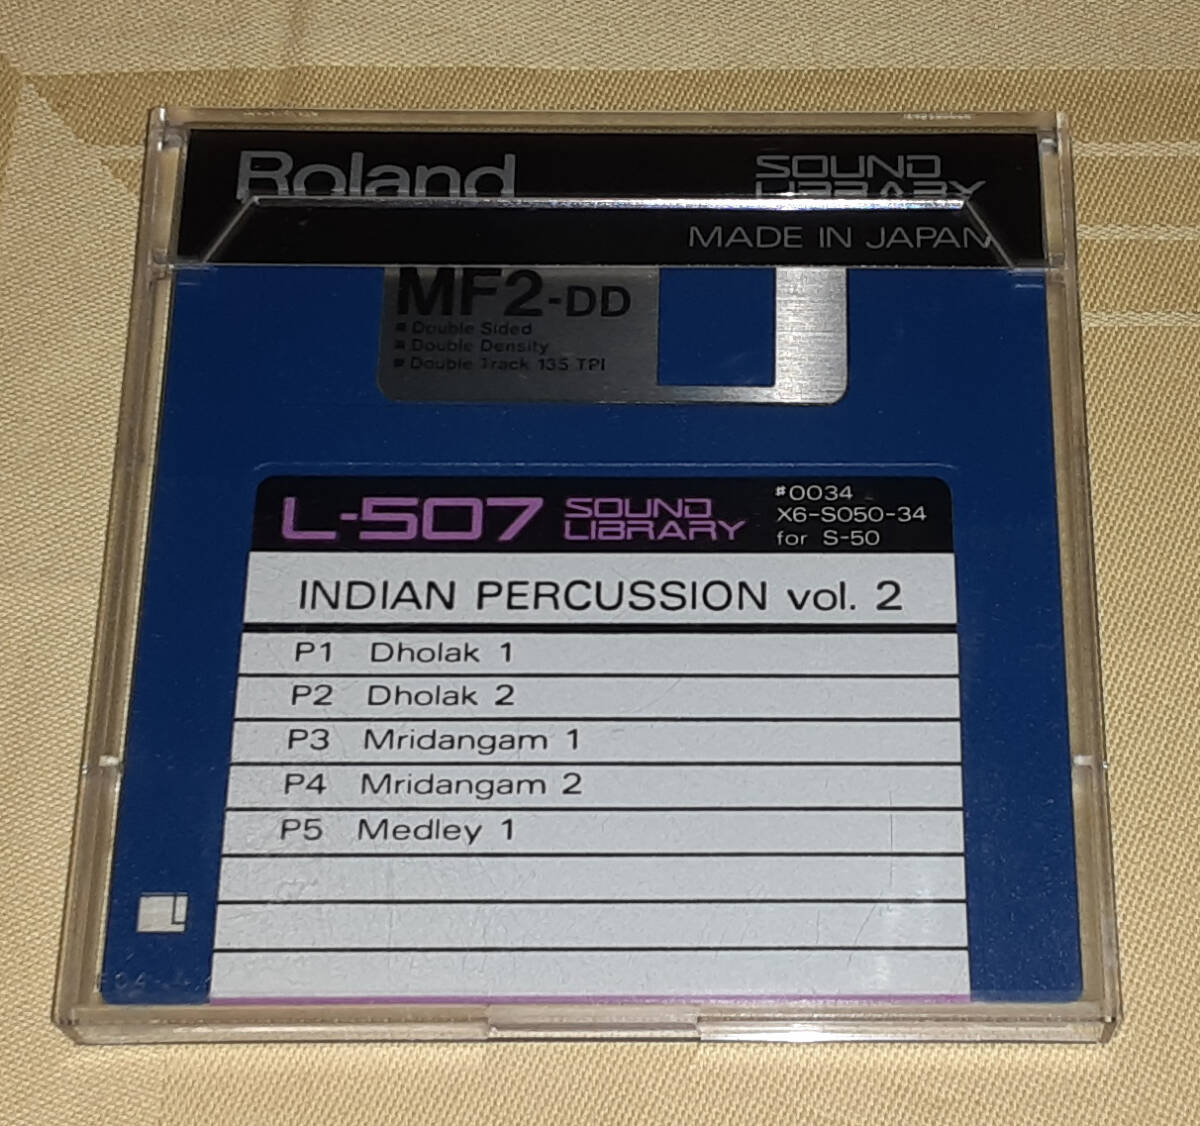 Roland SOUND
LIBRARY
MADE IN JAPAN
MF2-DD
Double Sided
Double Density
Double Track 135 TPI
L-507 SOUND LIBRARY
#0034
X6-S050-34
for S-50
INDIAN PERCUSSION vol. 2
P1 Dholak 1
P2 Dholak 2
P3 Mridangam 1
P4 Mridangam 2
P5 Medley 1